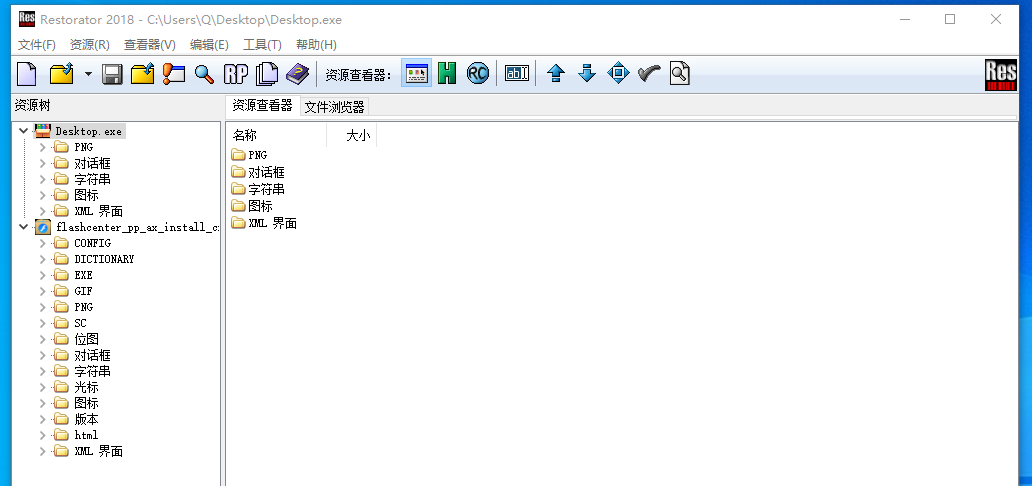 Res Restorator 2018 - C:\Users\Q\Desktop\Desktop.exe
文件(F) 资源(R) 查看器(V) 编辑(E) 工具(T) 帮助(H)
RP 资源查看器: H RC ab Res
资源树
资源查看器 文件浏览器
Desktop.exe
PNG
对话框
字符串
图标
XML 界面
flashcenter_pp_ax_install_c
CONFIG
DICTIONARY
EXE
GIF
PNG
SC
位图
对话框
字符串
光标
图标
版本
html
XML 界面
名称 大小
PNG
对话框
字符串
图标
XML 界面